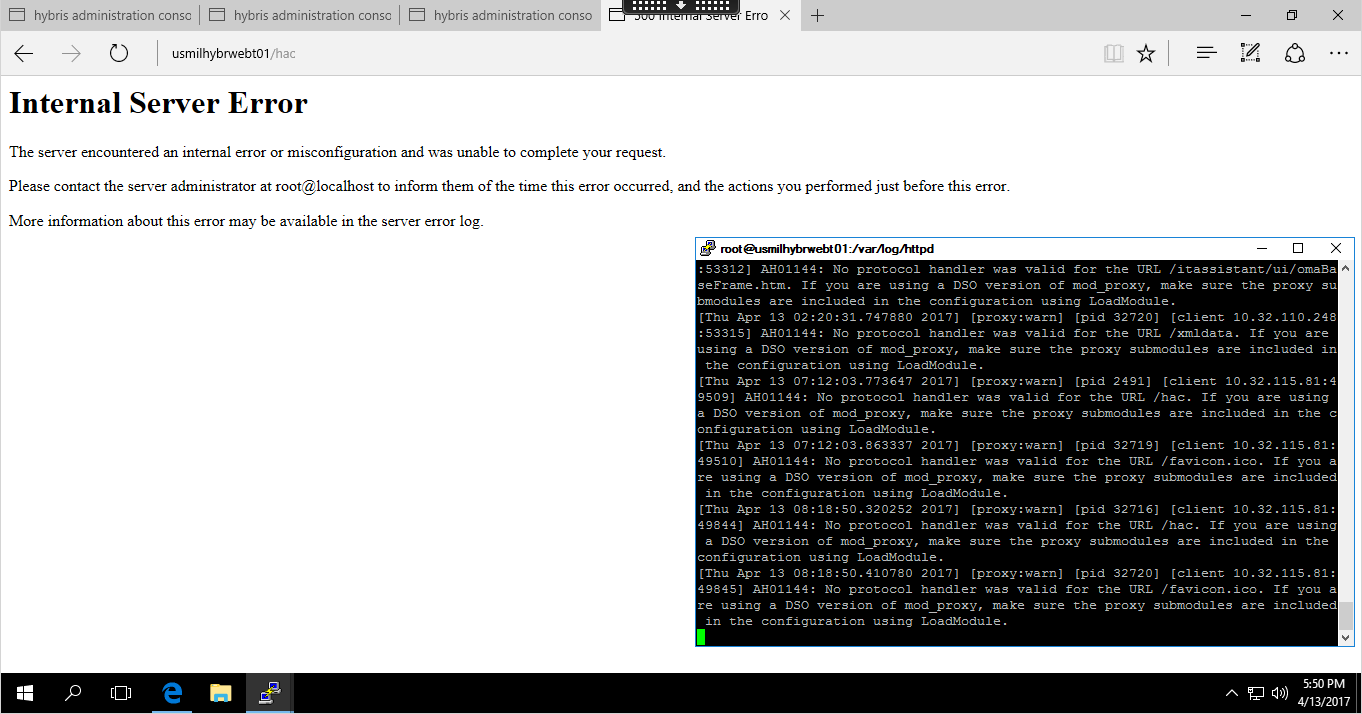 hybris administration conso
hybris administration conso
hybris administration conso
500 Internal Server Erro
usmilhybrwebt01/hac
Internal Server Error
The server encountered an internal error or misconfiguration and was unable to complete your request.
Please contact the server administrator at root@localhost to inform them of the time this error occurred, and the actions you performed just before this error.
More information about this error may be available in the server error log.
root@usmilhybrwebt01:/var/log/httpd
:53312] AH01144: No protocol handler was valid for the URL /itassistant/ui/omaBa
seFrame.htm. If you are using a DSO version of mod_proxy, make sure the proxy su
bmodules are included in the configuration using LoadModule.
[Thu Apr 13 02:20:31.747880 2017] [proxy:warn] [pid 32720] [client 10.32.110.248
:53315] AH01144: No protocol handler was valid for the URL /xmldata. If you are
using a DSO version of mod_proxy, make sure the proxy submodules are included in
the configuration using LoadModule.
[Thu Apr 13 07:12:03.773647 2017] [proxy:warn] [pid 2491] [client 10.32.115.81:4
9509] AH01144: No protocol handler was valid for the URL /hac. If you are using
a DSO version of mod_proxy, make sure the proxy submodules are included in the c
onfiguration using LoadModule.
[Thu Apr 13 07:12:03.863337 2017] [proxy:warn] [pid 32719] [client 10.32.115.81:
49510] AH01144: No protocol handler was valid for the URL /favicon.ico. If you a
re using a DSO version of mod_proxy, make sure the proxy submodules are included
in the configuration using LoadModule.
[Thu Apr 13 08:18:50.320252 2017] [proxy:warn] [pid 32716] [client 10.32.115.81:
49844] AH01144: No protocol handler was valid for the URL /hac. If you are using
a DSO version of mod_proxy, make sure the proxy submodules are included in the
configuration using LoadModule.
[Thu Apr 13 08:18:50.410780 2017] [proxy:warn] [pid 32720] [client 10.32.115.81:
49845] AH01144: No protocol handler was valid for the URL /favicon.ico. If you a
re using a DSO version of mod_proxy, make sure the proxy submodules are included
in the configuration using LoadModule.
5:50 PM
4/13/2017